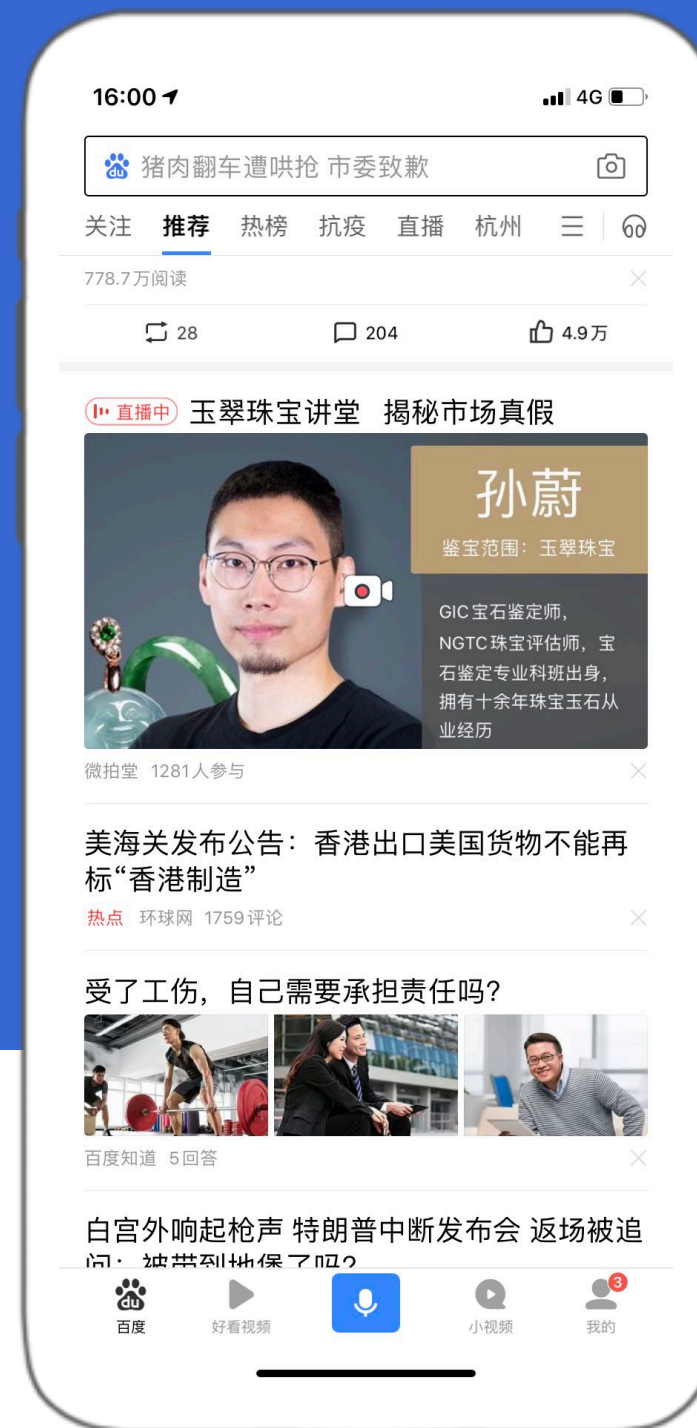 16:00
4G
du 猪肉翻车遭哄抢 市委致歉
关注 推荐 热榜 抗疫 直播 杭州
778.7万阅读
28 204 4.9万
直播中 玉翠珠宝讲堂 揭秘市场真假
孙蔚
鉴宝范围：玉翠珠宝
GIC宝石鉴定师，
NGTC珠宝评估师，宝
石鉴定专业科班出身，
拥有十余年珠宝玉石从
业经历
微拍堂 1281人参与
美海关发布公告：香港出口美国货物不能再
标“香港制造”
热点 环球网 1759评论
受了工伤，自己需要承担责任吗？
百度知道 5回答
白宫外响起枪声 特朗普中断发布会 返场被追
问：被带到地堡了吗？
3
du
百度 好看视频 小视频 我的